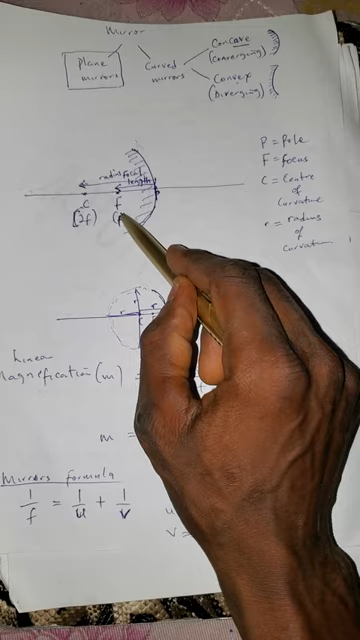 Mirror
Plane mirrors
Curved mirrors
Concave (Converging)
Convex (Diverging)
radius focal length
C f
[2f]
P = Pole
F = focus
C = Centre of Curvature
r = radius of Curvature
r r
Linear
Magnification (m) =
m =
Mirrors formula
1/f = 1/u + 1/v
u
v =